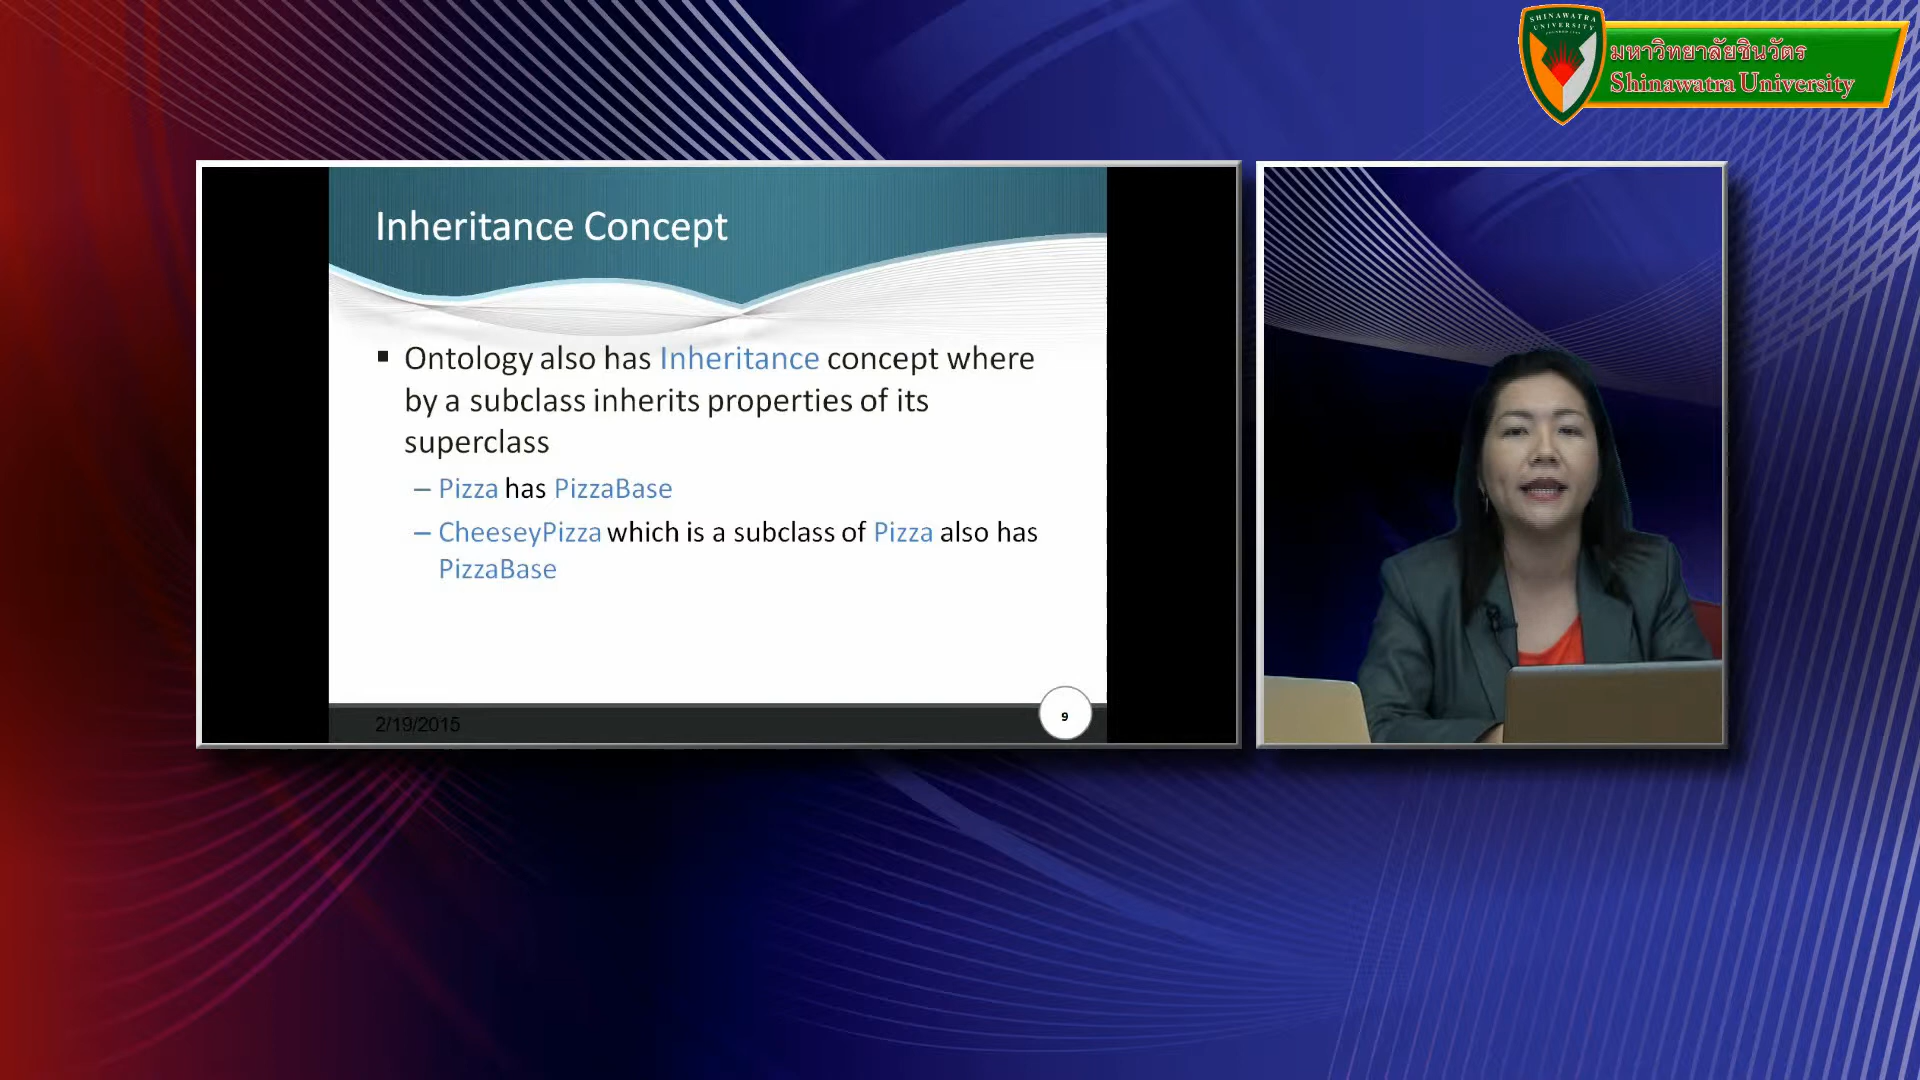 SHINAWATRA
UNIVERSITY
มหาวิทยาลัยชินวัตร
Shinawatra University
Inheritance Concept
Ontology also has Inheritance concept where
by a subclass inherits properties of its
superclass
– Pizza has PizzaBase
– CheeseyPizza which is a subclass of Pizza also has
PizzaBase
2/19/2015
9